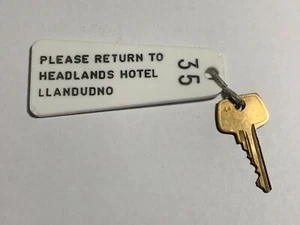 PLEASE RETURN TO
HEADLANDS HOTEL
LLANDUDNO
35